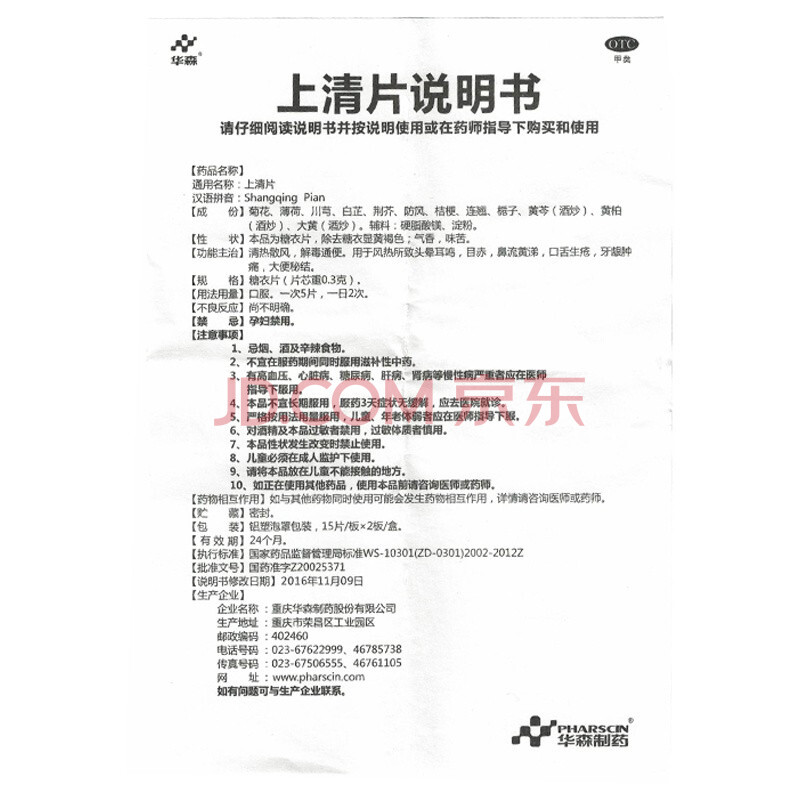 华森®
OTC
甲类
上清片说明书
请仔细阅读说明书并按说明使用或在药师指导下购买和使用
【药品名称】
通用名称：上清片
汉语拼音：Shangqing Pian
【成 份】菊花、薄荷、川芎、白芷、荆芥、防风、桔梗、连翘、栀子、黄芩（酒炒）、黄柏
（酒炒）、大黄（酒炒）。辅料：硬脂酸镁、淀粉。
【性 状】本品为糖衣片，除去糖衣显黄褐色；气香，味苦。
【功能主治】清热散风，解毒通便。用于风热所致头晕耳鸣，目赤，鼻流黄涕，口舌生疮，牙龈肿
痛，大便秘结。
【规 格】糖衣片（片芯重0.3克）。
【用法用量】口服。一次5片，一日2次。
【不良反应】尚不明确。
【禁 忌】孕妇禁用。
【注意事项】
1、忌烟、酒及辛辣食物。
2、不宜在服药期间同时服用滋补性中药。
3、有高血压、心脏病、糖尿病、肝病、肾病等慢性病严重者应在医师
指导下服用。
4、本品不宜长期服用，服药3天症状无缓解，应去医院就诊。
5、严格按用法用量服用，儿童、年老体弱者应在医师指导下服。
6、对酒精及本品过敏者禁用，过敏体质者慎用。
7、本品性状发生改变时禁止使用。
8、儿童必须在成人监护下使用。
9、请将本品放在儿童不能接触的地方。
10、如正在使用其他药品，使用本品前请咨询医师或药师。
JD.COM 京东
【药物相互作用】如与其他药物同时使用可能会发生药物相互作用，详情请咨询医师或药师。
【贮 藏】密封。
【包 装】铝塑泡罩包装，15片/板×2板/盒。
【有 效 期】24个月。
【执行标准】国家药品监督管理局标准WS-10301(ZD-0301)2002-2012Z
【批准文号】国药准字Z20025371
【说明书修改日期】2016年11月09日
【生产企业】
企业名称：重庆华森制药股份有限公司
生产地址：重庆市荣昌区工业园区
邮政编码：402460
电话号码：023-67622999、46785738
传真号码：023-67506555、46761105
网 址：www.pharscin.com
如有问题可与生产企业联系。
PHARSCIN®
华森制药